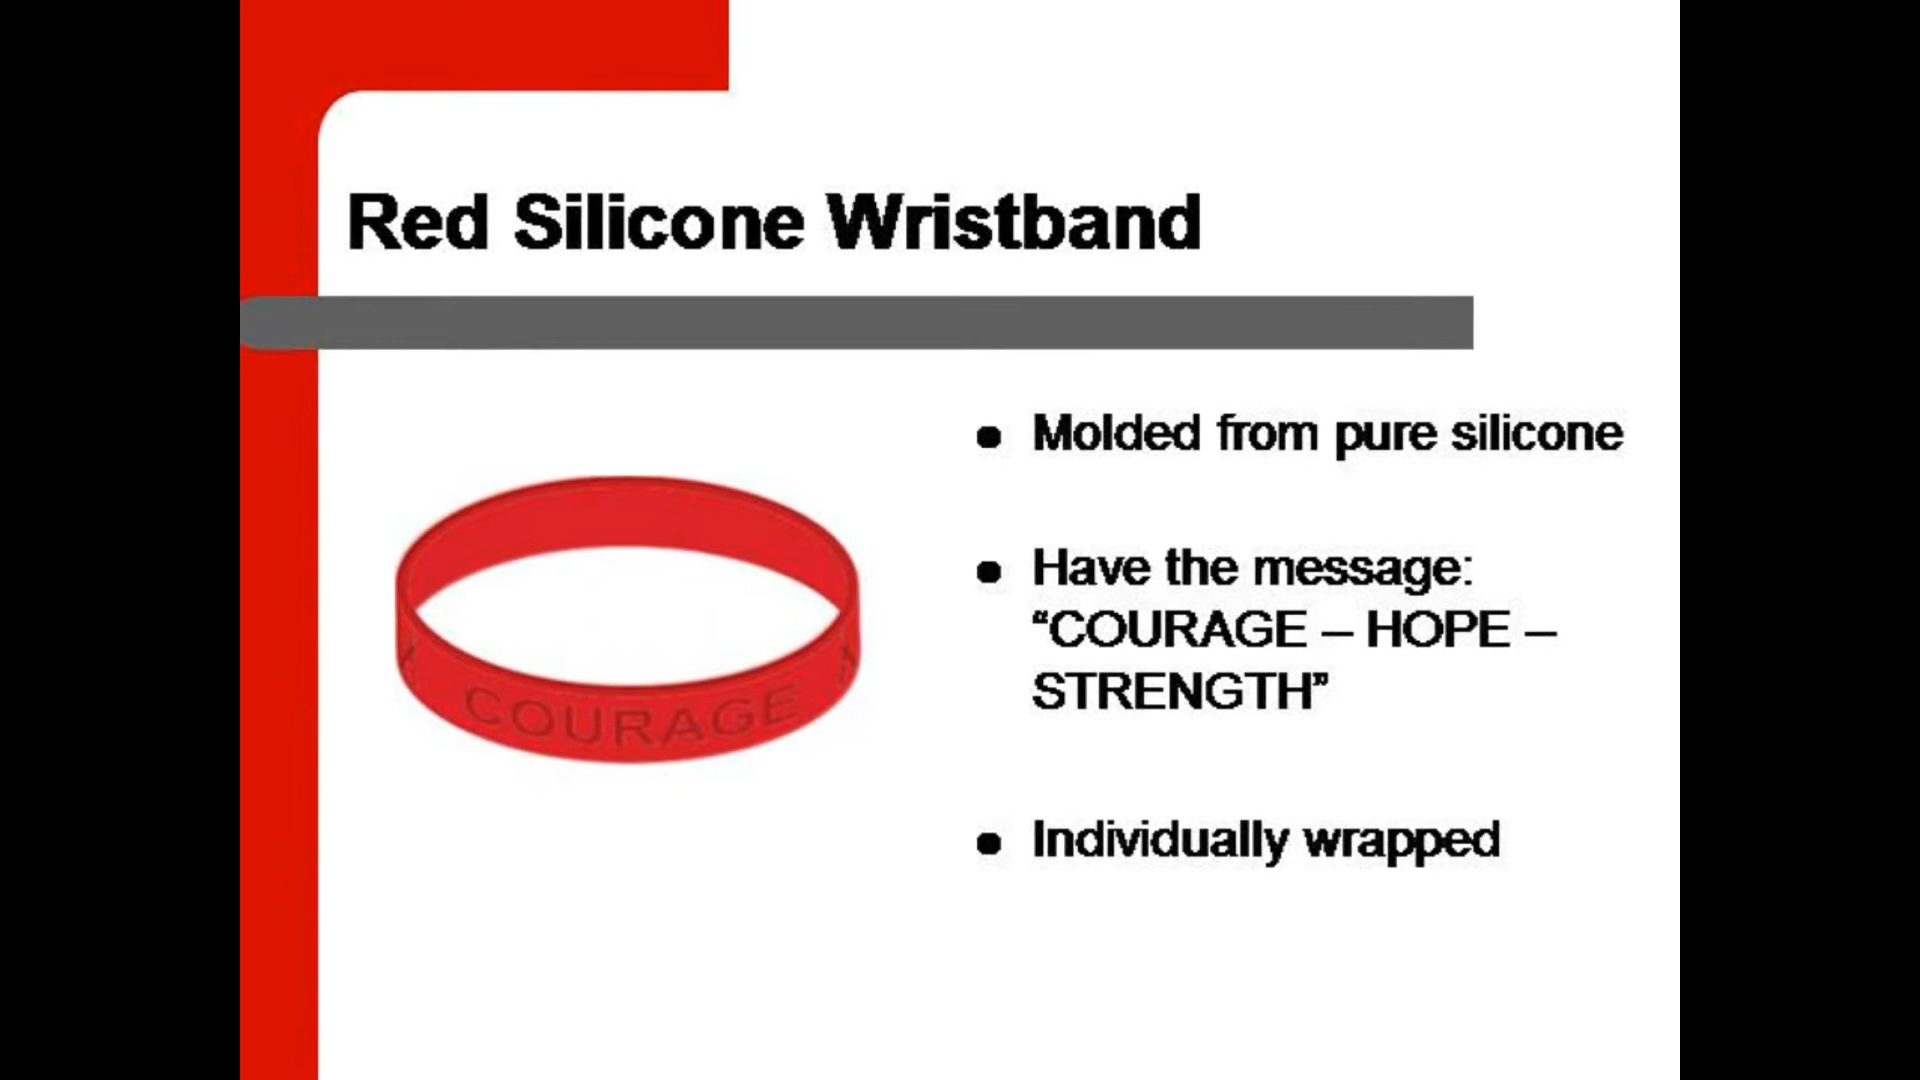 Red Silicone Wristband
COURAGE
● Molded from pure silicone
● Have the message:
“COURAGE – HOPE –
STRENGTH”
● Individually wrapped